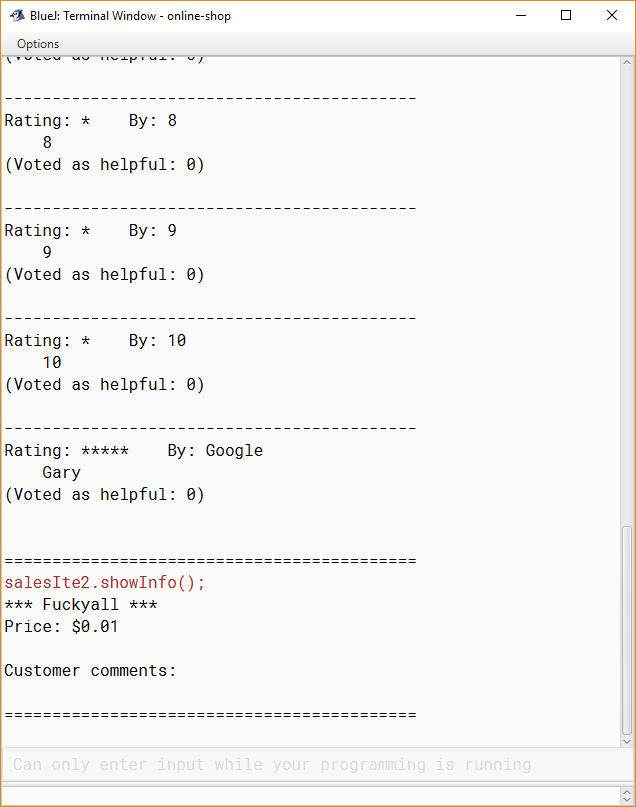 BlueJ: Terminal Window - online-shop
Options
(Voted as helpful: 0)
-------------------------------------------
Rating: *    By: 8
    8
(Voted as helpful: 0)
-------------------------------------------
Rating: *    By: 9
    9
(Voted as helpful: 0)
-------------------------------------------
Rating: *    By: 10
    10
(Voted as helpful: 0)
-------------------------------------------
Rating: *****    By: Google
    Gary
(Voted as helpful: 0)
===========================================
salesIte2.showInfo();
*** Fuckyall ***
Price: $0.01
Customer comments:
===========================================
Can only enter input while your programming is running